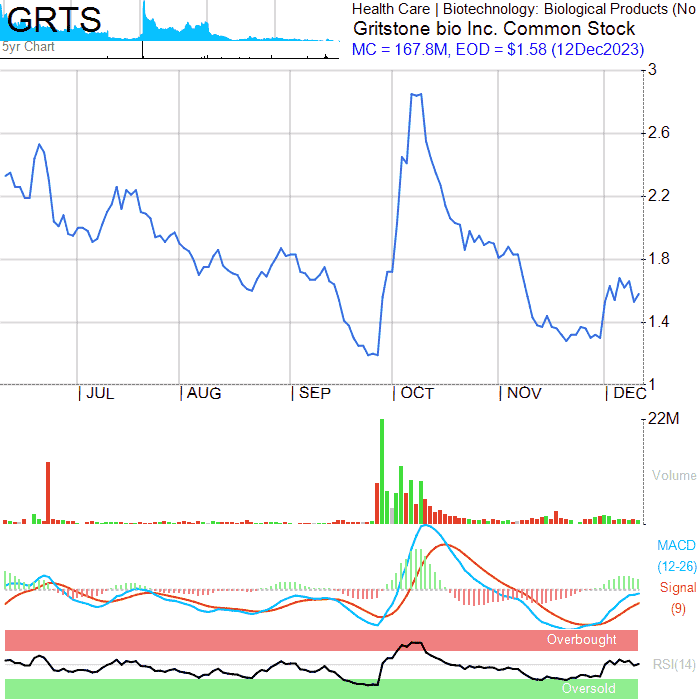 GRTS
5yr Chart
Health Care | Biotechnology: Biological Products (No
Gritstone bio Inc. Common Stock
MC = 167.8M, EOD = $1.58 (12Dec2023)
3
2.6
2.2
1.8
1.4
1
| JUL | AUG | SEP | OCT | NOV | DEC
22M
Volume
MACD
(12-26)
Signal
(9)
Overbought
RSI(14)
Oversold